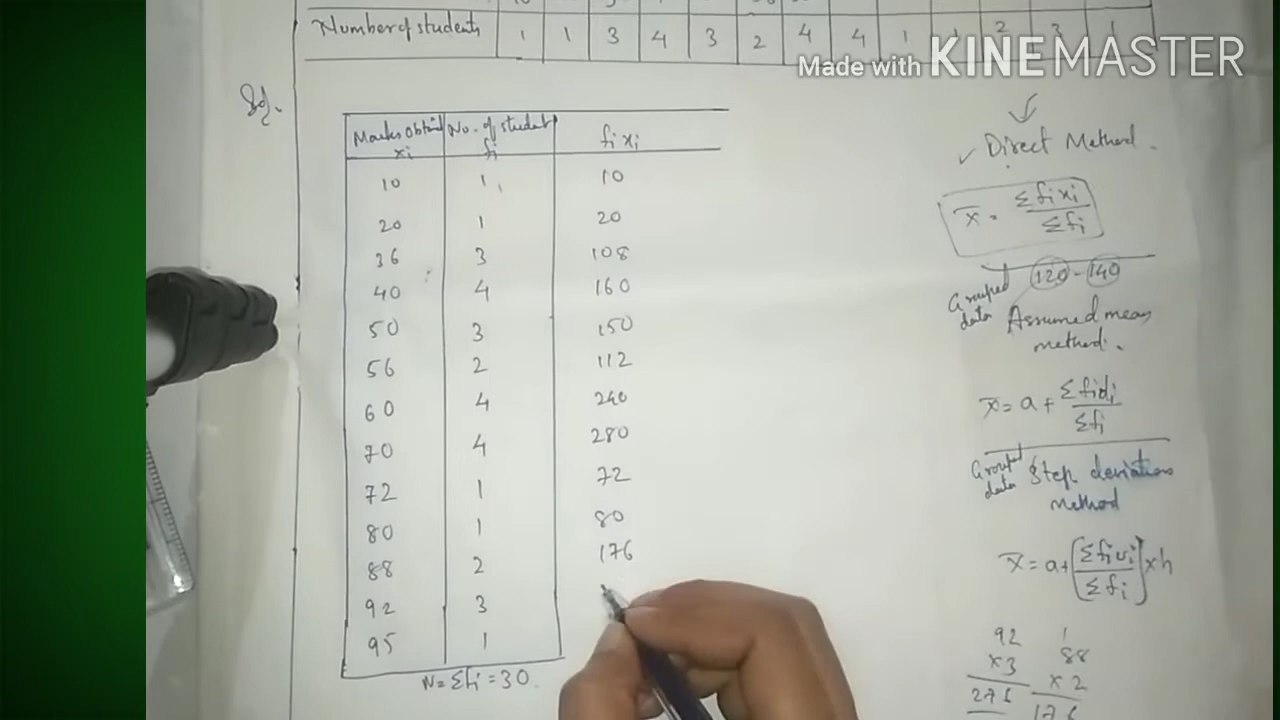 Number of students 1 1 3 4 3 2 4 4 1 1 2 3 1
Made with KINEMASTER
Sol.
Marks obtained No. of student fixi
xi fi
10 1 10
20 1 20
36 3 108
40 4 160
50 3 150
56 2 112
60 4 240
70 4 280
72 1 72
80 1 80
88 2 176
92 3
95 1
N = Σfi = 30
✓ Direct Method.
x̄ = Σfixi / Σfi
Grouped data 120 - 140
Assumed mean
method.
x̄ = a + Σfidi / Σfi
Grouped data Step deviation
Method
x̄ = a + [Σfiui / Σfi] x h
92 1
x3 88
276 x 2
176